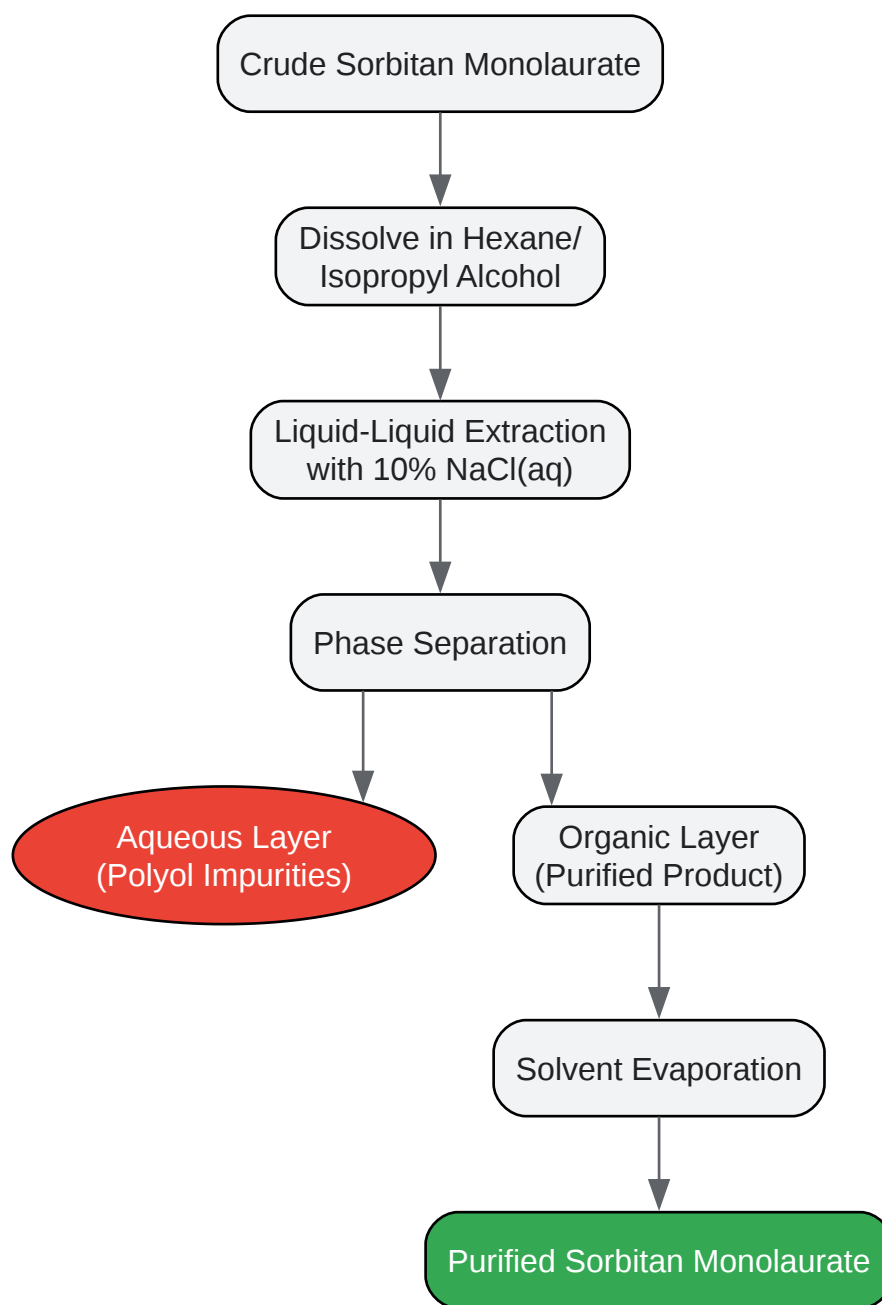 Crude Sorbitan Monolaurate
Dissolve in Hexane/
Isopropyl Alcohol
Liquid-Liquid Extraction
with 10% NaCl(aq)
Phase Separation
Aqueous Layer
(Polyol Impurities)
Organic Layer
(Purified Product)
Solvent Evaporation
Purified Sorbitan Monolaurate